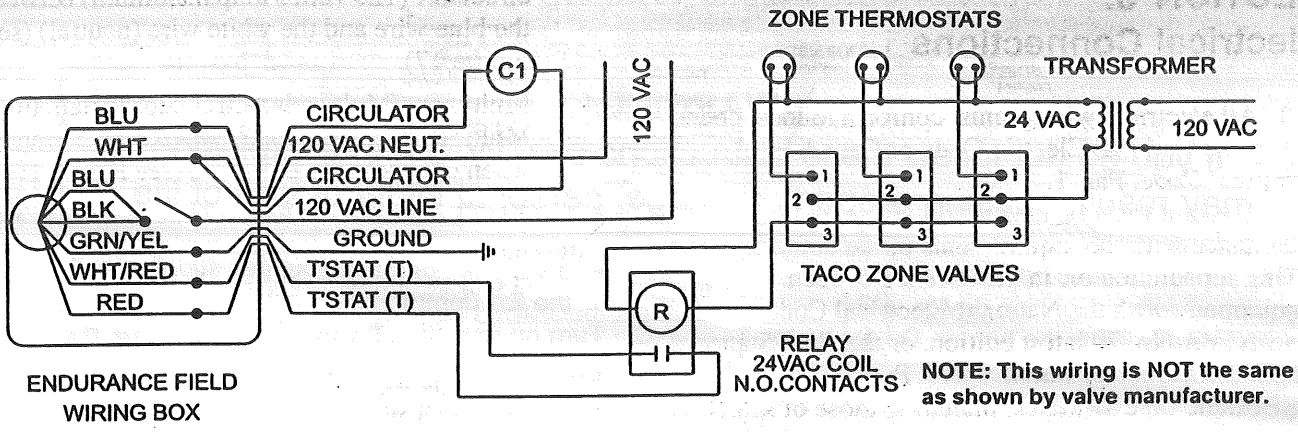 ZONE THERMOSTATS
TRANSFORMER
C1
120 VAC
24 VAC
120 VAC
BLU
WHT
BLU
BLK
GRN/YEL
WHT/RED
RED
CIRCULATOR
120 VAC NEUT.
CIRCULATOR
120 VAC LINE
GROUND
T'STAT (T)
T'STAT (T)
1
2
3
1
2
3
1
2
3
TACO ZONE VALVES
R
RELAY
24VAC COIL
N.O.CONTACTS
ENDURANCE FIELD
WIRING BOX
NOTE: This wiring is NOT the same
as shown by valve manufacturer.